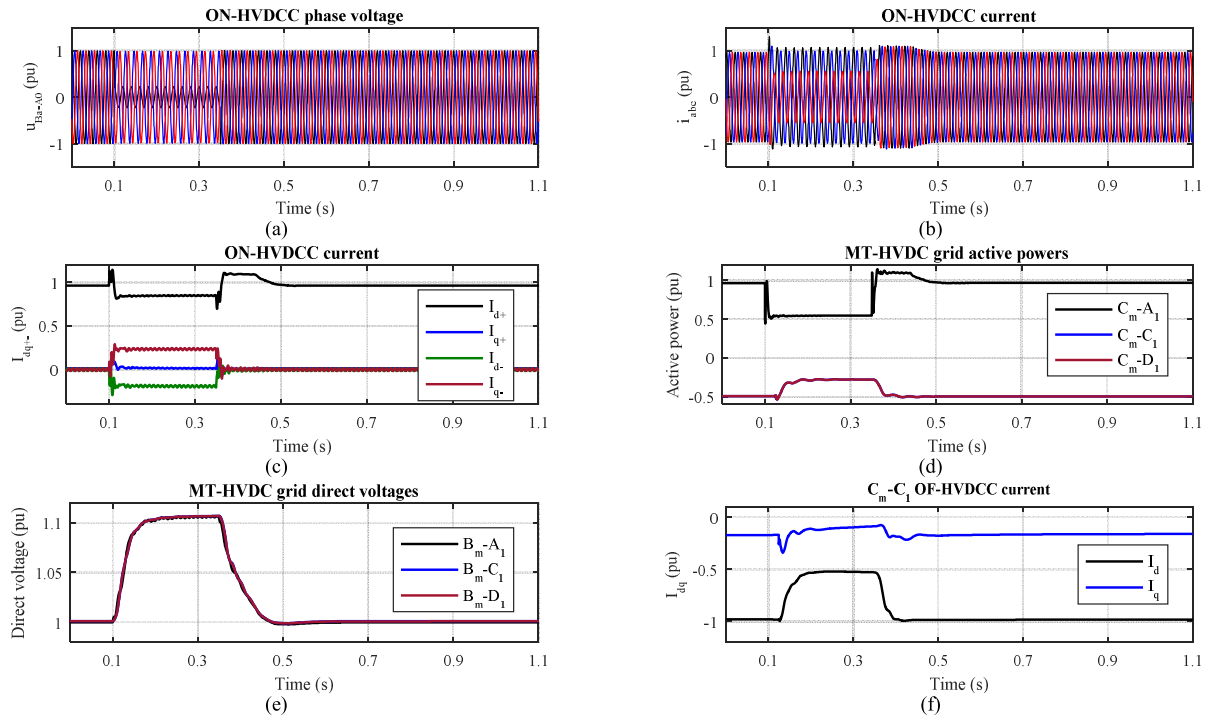 ON-HVDCC phase voltage
u_Ba-A0 (pu)
1
0
-1
0.1 0.3 0.5 0.7 0.9 1.1
Time (s)
(a)
ON-HVDCC current
i_abc (pu)
1
0
-1
0.1 0.3 0.5 0.7 0.9 1.1
Time (s)
(b)
ON-HVDCC current
I_dq+- (pu)
1
0.5
0
I_d+
I_q+
I_d-
I_q-
0.1 0.3 0.5 0.7 0.9 1.1
Time (s)
(c)
MT-HVDC grid active powers
Active power (pu)
1
0.5
0
-0.5
C_m-A_1
C_m-C_1
C_m-D_1
0.1 0.3 0.5 0.7 0.9 1.1
Time (s)
(d)
MT-HVDC grid direct voltages
Direct voltage (pu)
1.1
1.05
1
B_m-A_1
B_m-C_1
B_m-D_1
0.1 0.3 0.5 0.7 0.9 1.1
Time (s)
(e)
C_m-C_1 OF-HVDCC current
I_dq (pu)
0
-0.5
-1
I_d
I_q
0.1 0.3 0.5 0.7 0.9 1.1
Time (s)
(f)